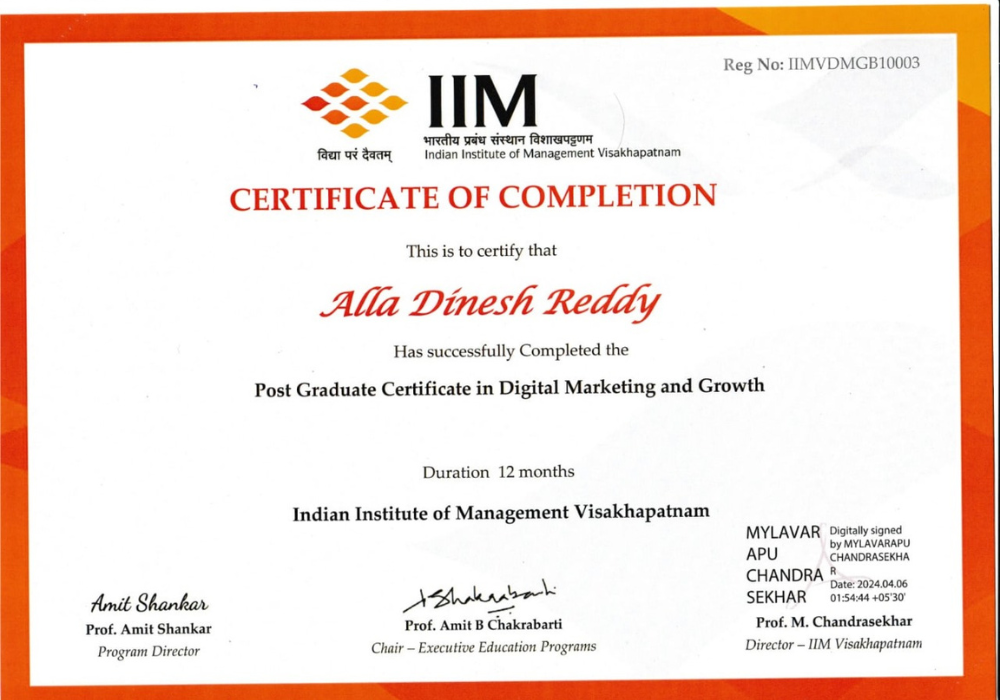 Reg No: IIMVDMGB10003
IIM
विद्या परं दैवतम्
भारतीय प्रबंध संस्थान विशाखपट्टणम
Indian Institute of Management Visakhapatnam
CERTIFICATE OF COMPLETION
This is to certify that
Alla Dinesh Reddy
Has successfully Completed the
Post Graduate Certificate in Digital Marketing and Growth
Duration 12 months
Indian Institute of Management Visakhapatnam
Amit Shankar
Prof. Amit Shankar
Program Director
Prof. Amit B Chakrabarti
Chair – Executive Education Programs
MYLAVAR
APU
CHANDRA
SEKHAR
Digitally signed
by MYLAVARAPU
CHANDRASEKHA
R
Date: 2024.04.06
01:54:44 +05'30'
Prof. M. Chandrasekhar
Director – IIM Visakhapatnam